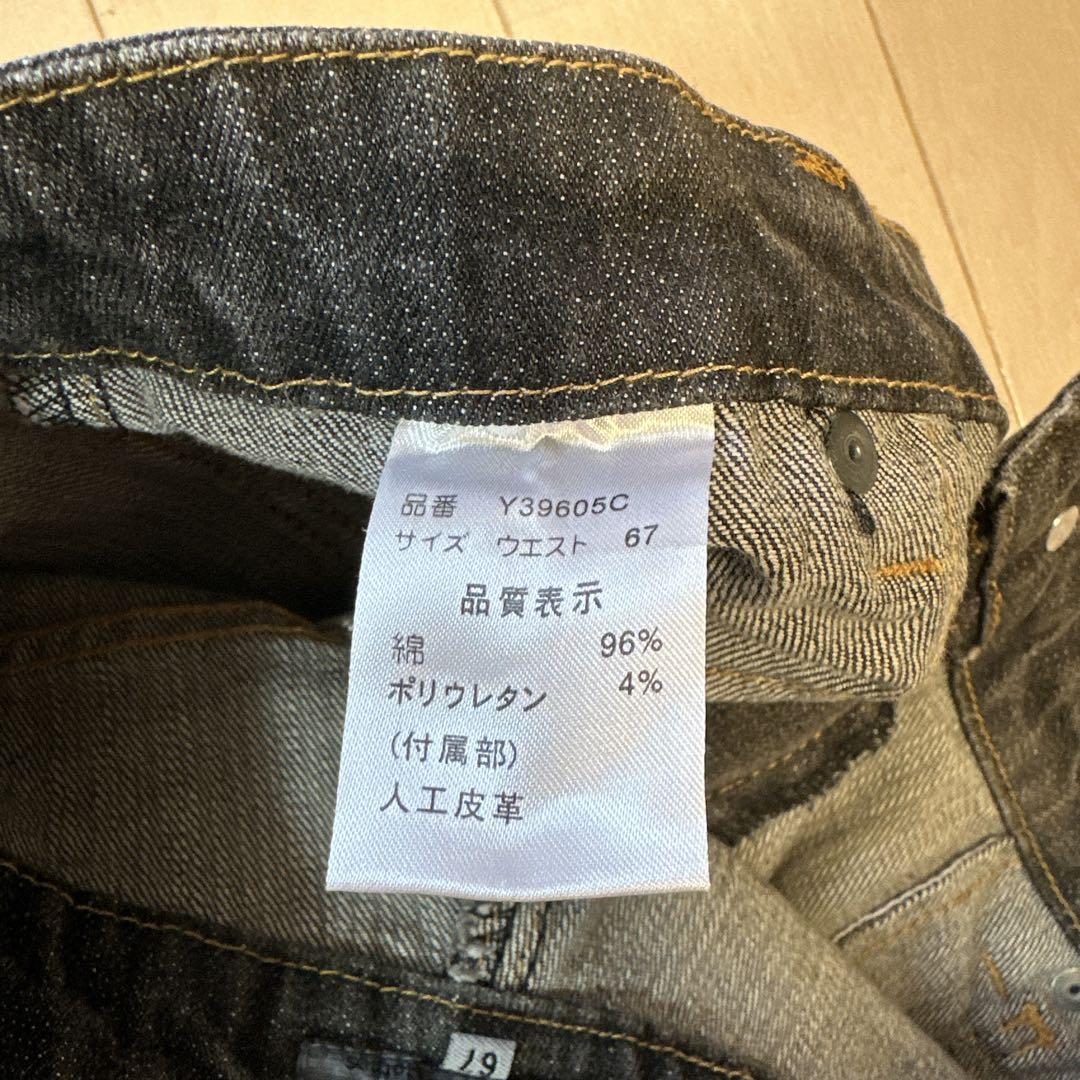 品番 Y39605C
サイズ ウエスト 67
品質表示
綿 96%
ポリウレタン 4%
(付属部)
人工皮革
67